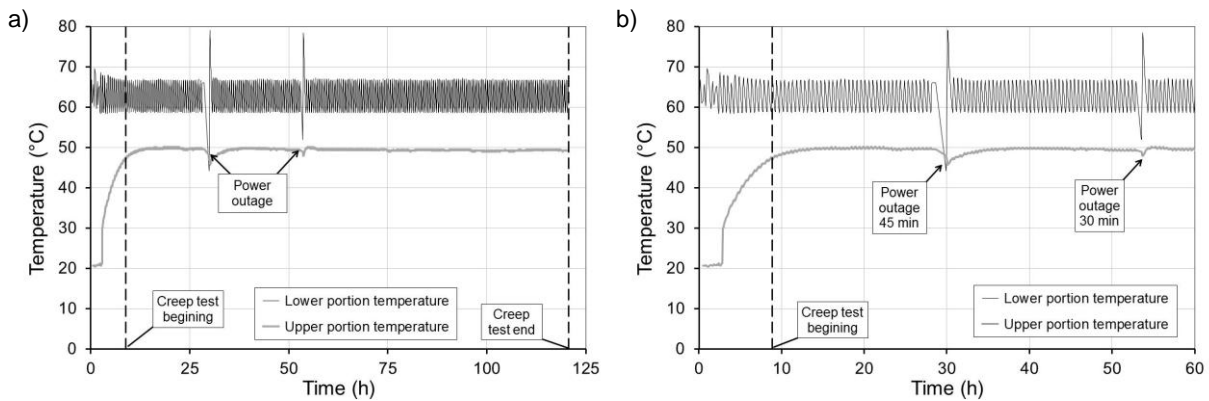 a)
80
70
60
50
40
30
20
10
0
Temperature (°C)
Power
outage
Creep test
begining
Lower portion temperature
Upper portion temperature
Creep
test end
0
25
50
75
100
125
Time (h)
b)
80
70
60
50
40
30
20
10
0
Temperature (°C)
Power
outage
45 min
Power
outage
30 min
Creep test
begining
Lower portion temperature
Upper portion temperature
0
10
20
30
40
50
60
Time (h)